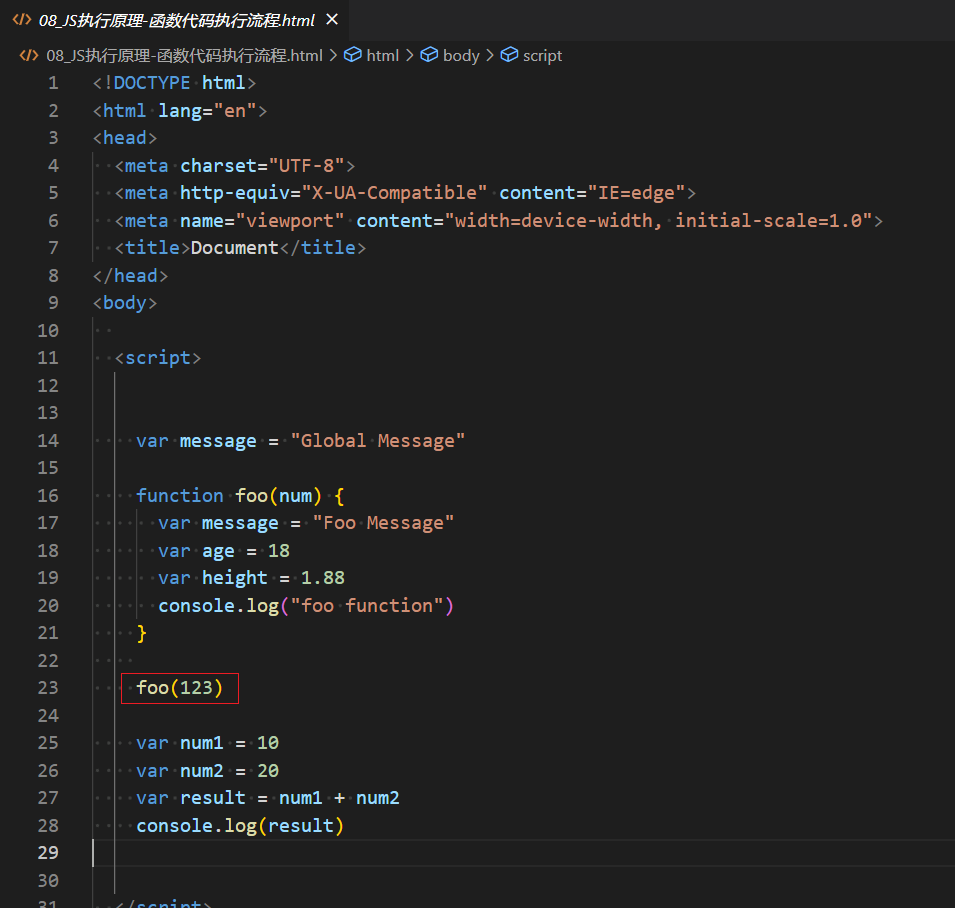 08_JS执行原理-函数代码执行流程.html
08_JS执行原理-函数代码执行流程.html > html > body > script
1 <!DOCTYPE html>
2 <html lang="en">
3 <head>
4 <meta charset="UTF-8">
5 <meta http-equiv="X-UA-Compatible" content="IE=edge">
6 <meta name="viewport" content="width=device-width, initial-scale=1.0">
7 <title>Document</title>
8 </head>
9 <body>
10
11 <script>
12
13
14 var message = "Global Message"
15
16 function foo(num) {
17 var message = "Foo Message"
18 var age = 18
19 var height = 1.88
20 console.log("foo function")
21 }
22
23 foo(123)
24
25 var num1 = 10
26 var num2 = 20
27 var result = num1 + num2
28 console.log(result)
29
30
31 </script>